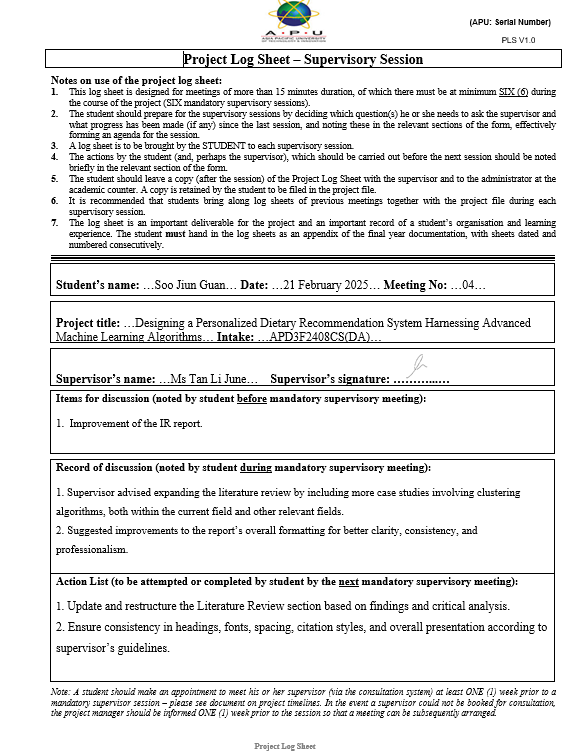 A • P • U
ASIA PACIFIC UNIVERSITY
OF TECHNOLOGY & INNOVATION
(APU: Serial Number)
PLS V1.0
Project Log Sheet – Supervisory Session
Notes on use of the project log sheet:
1. This log sheet is designed for meetings of more than 15 minutes duration, of which there must be at minimum SIX (6) during
the course of the project (SIX mandatory supervisory sessions).
2. The student should prepare for the supervisory sessions by deciding which question(s) he or she needs to ask the supervisor and
what progress has been made (if any) since the last session, and noting these in the relevant sections of the form, effectively
forming an agenda for the session.
3. A log sheet is to be brought by the STUDENT to each supervisory session.
4. The actions by the student (and, perhaps the supervisor), which should be carried out before the next session should be noted
briefly in the relevant section of the form.
5. The student should leave a copy (after the session) of the Project Log Sheet with the supervisor and to the administrator at the
academic counter. A copy is retained by the student to be filed in the project file.
6. It is recommended that students bring along log sheets of previous meetings together with the project file during each
supervisory session.
7. The log sheet is an important deliverable for the project and an important record of a student's organisation and learning
experience. The student must hand in the log sheets as an appendix of the final year documentation, with sheets dated and
numbered consecutively.
Student's name: …Soo Jiun Guan… Date: …21 February 2025… Meeting No: …04…
Project title: …Designing a Personalized Dietary Recommendation System Harnessing Advanced
Machine Learning Algorithms… Intake: …APD3F2408CS(DA)…
Supervisor's name: …Ms Tan Li June… Supervisor's signature: ………..….
Items for discussion (noted by student before mandatory supervisory meeting):
1. Improvement of the IR report.
Record of discussion (noted by student during mandatory supervisory meeting):
1. Supervisor advised expanding the literature review by including more case studies involving clustering
algorithms, both within the current field and other relevant fields.
2. Suggested improvements to the report's overall formatting for better clarity, consistency, and
professionalism.
Action List (to be attempted or completed by student by the next mandatory supervisory meeting):
1. Update and restructure the Literature Review section based on findings and critical analysis.
2. Ensure consistency in headings, fonts, spacing, citation styles, and overall presentation according to
supervisor's guidelines.
Note: A student should make an appointment to meet his or her supervisor (via the consultation system) at least ONE (1) week prior to a
mandatory supervisor session – please see document on project timelines. In the event a supervisor could not be booked for consultation,
the project manager should be informed ONE (1) week prior to the session so that a meeting can be subsequently arranged.
Project Log Sheet